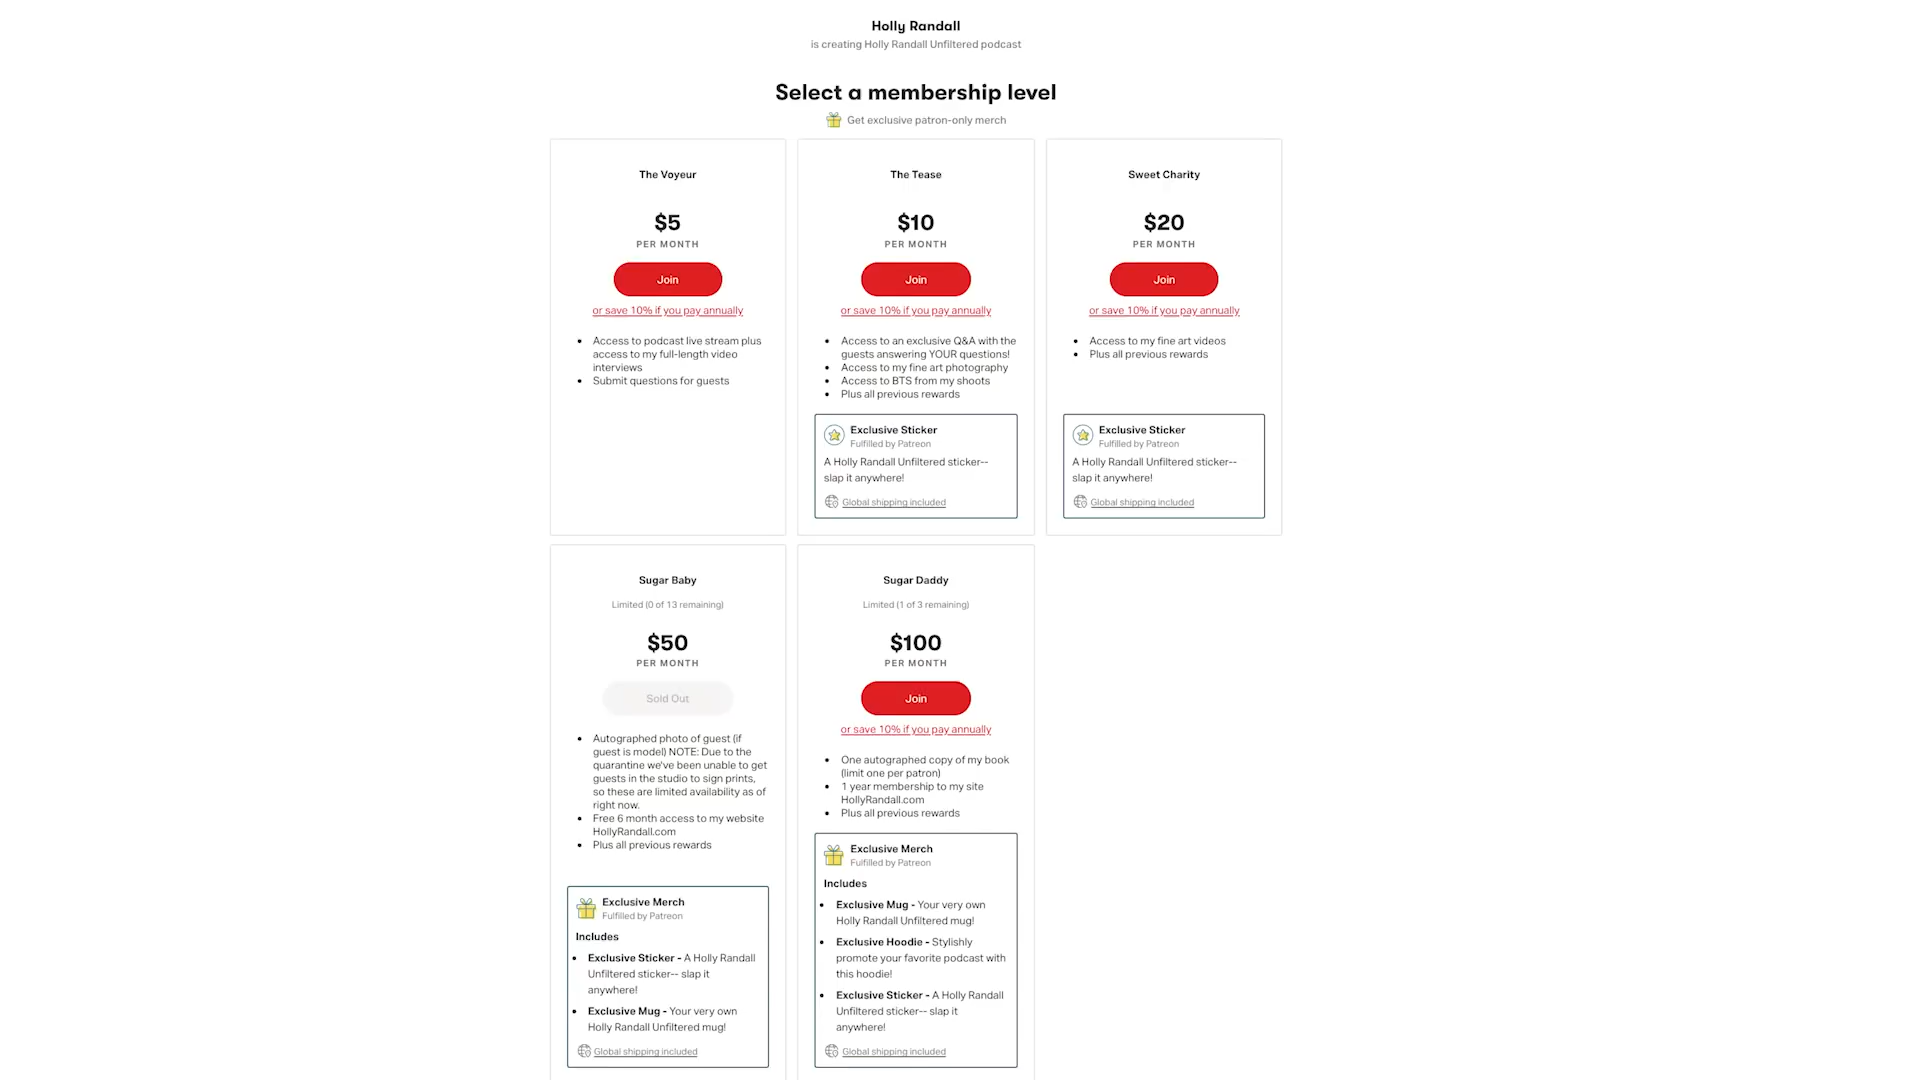 Holly Randall
is creating Holly Randall Unfiltered podcast
Select a membership level
Get exclusive patron-only merch
The Voyeur
$5
PER MONTH
Join
or save 10% if you pay annually
• Access to podcast live stream plus
access to my full-length video
interviews
• Submit questions for guests
The Tease
$10
PER MONTH
Join
or save 10% if you pay annually
• Access to an exclusive Q&A with the
guests answering YOUR questions!
• Access to my fine art photography
• Access to BTS from my shoots
• Plus all previous rewards
Exclusive Sticker
Fulfilled by Patreon
A Holly Randall Unfiltered sticker--
slap it anywhere!
Global shipping included
Sweet Charity
$20
PER MONTH
Join
or save 10% if you pay annually
• Access to my fine art videos
• Plus all previous rewards
Exclusive Sticker
Fulfilled by Patreon
A Holly Randall Unfiltered sticker--
slap it anywhere!
Global shipping included
Sugar Baby
Limited (0 of 13 remaining)
$50
PER MONTH
Sold Out
• Autographed photo of guest (if
guest is model) NOTE: Due to the
quarantine we've been unable to get
guests in the studio to sign prints,
so these are limited availability as of
right now.
• Free 6 month access to my website
HollyRandall.com
• Plus all previous rewards
Exclusive Merch
Fulfilled by Patreon
Includes
• Exclusive Sticker - A Holly Randall
Unfiltered sticker-- slap it
anywhere!
• Exclusive Mug - Your very own
Holly Randall Unfiltered mug!
Global shipping included
Sugar Daddy
Limited (1 of 3 remaining)
$100
PER MONTH
Join
or save 10% if you pay annually
• One autographed copy of my book
(limit one per patron)
• 1 year membership to my site
HollyRandall.com
• Plus all previous rewards
Exclusive Merch
Fulfilled by Patreon
Includes
• Exclusive Mug - Your very own
Holly Randall Unfiltered mug!
• Exclusive Hoodie - Stylishly
promote your favorite podcast with
this hoodie!
• Exclusive Sticker - A Holly Randall
Unfiltered sticker-- slap it
anywhere!
Global shipping included